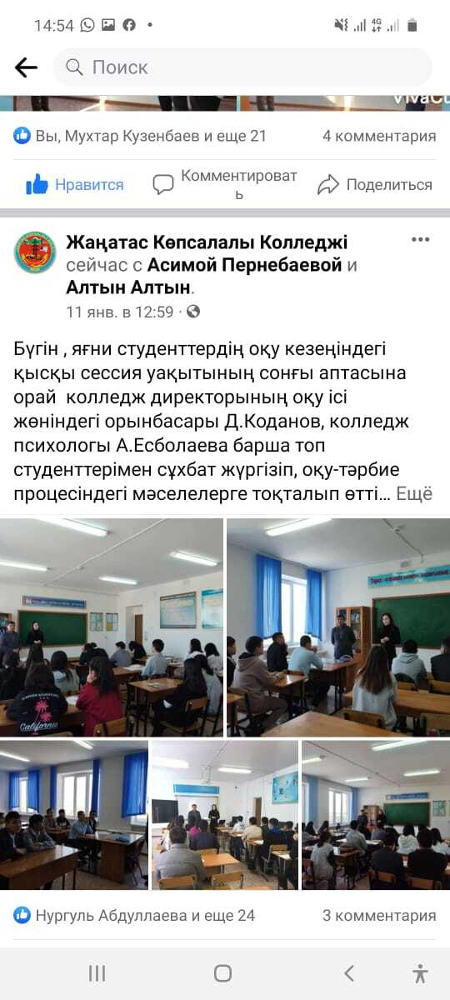 14:54
4G
Поиск
VivaCu
Вы, Мухтар Кузенбаев и еще 21
4 комментария
Нравится
Комментироват
ь
Поделиться
Жаңатас Көпсалалы Колледжі
сейчас с Асимой Пернебаевой и
Алтын Алтын.
11 янв. в 12:59 ·
Бүгін , яғни студенттердің оқу кезеңіндегі
қысқы сессия уақытының сонғы аптасына
орай колледж директорының оқу ісі
жөніндегі орынбасары Д.Коданов, колледж
психологы А.Есболаева барша топ
студенттерімен сұхбат жүргізіп, оқу-тәрбие
процесіндегі мәселелерге тоқталып өтті... Ещё
California
Нургуль Абдуллаева и еще 24
3 комментария